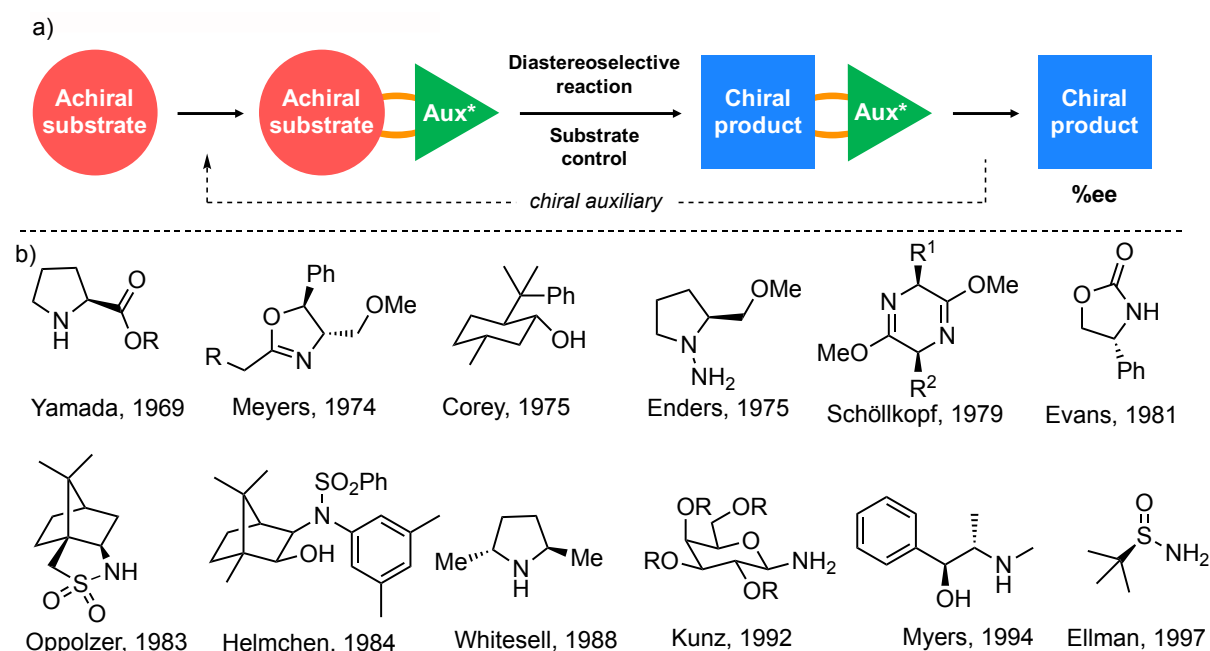 a)
Achiral
substrate
Achiral
substrate
Aux*
Diastereoselective
reaction
Substrate
control
Chiral
product
Aux*
Chiral
product
chiral auxiliary
%ee
b)
N
H
O
OR
Yamada, 1969
Ph
O
OMe
R
N
Meyers, 1974
Ph
OH
Corey, 1975
OMe
N
NH2
Enders, 1975
R1
N
OMe
MeO
N
R2
Schöllkopf, 1979
O
O
NH
Ph
Evans, 1981
NH
S
O
O
Oppolzer, 1983
SO2Ph
N
OH
Helmchen, 1984
Me
N
H
Me
Whitesell, 1988
OR
RO
O
NH2
RO
OR
Kunz, 1992
N
H
OH
Myers, 1994
O
S
NH2
Ellman, 1997